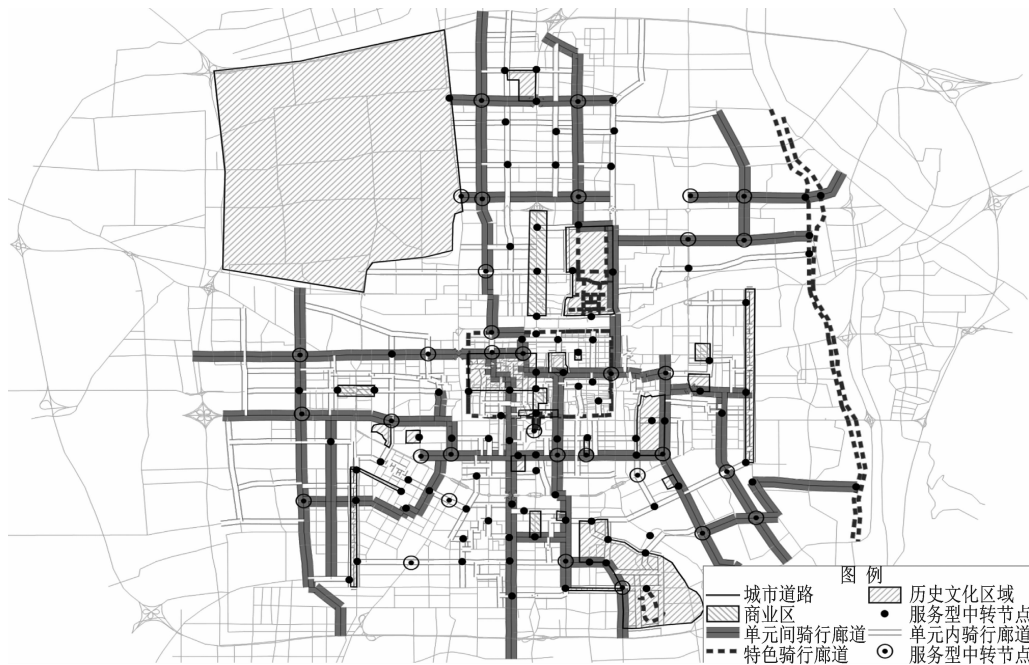 图 例
城市道路 历史文化区域
商业区 服务型中转节点
单元间骑行廊道 单元内骑行廊道
特色骑行廊道 服务型中转节点